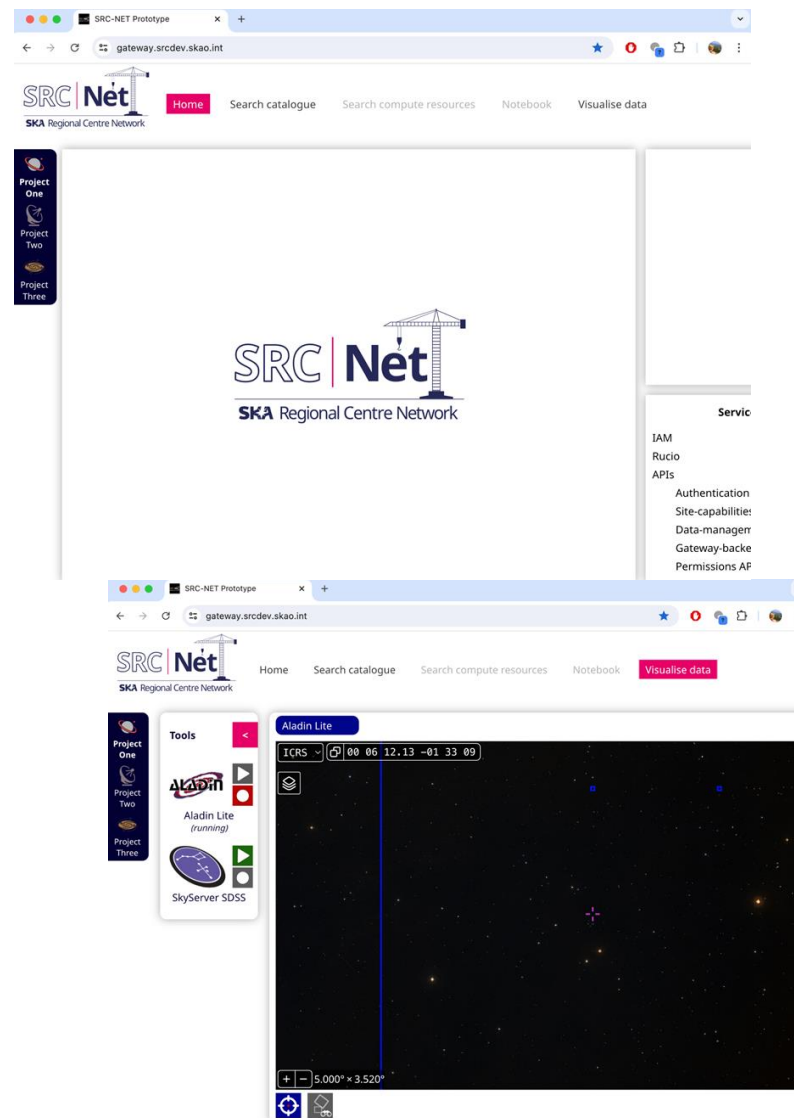 SRC-NET Prototype
gateway.srcdev.skao.int
SRC Net
SKA Regional Centre Network
Home Search catalogue Search compute resources Notebook Visualise data
Project
One
Project
Two
Project
Three
SRC Net
SKA Regional Centre Network
Servic
IAM
Rucio
APIs
Authentication
Site-capabilities
Data-managem
Gateway-backe
Permissions AP
SRC-NET Prototype
gateway.srcdev.skao.int
SRC Net
SKA Regional Centre Network
Home Search catalogue Search compute resources Notebook Visualise data
Project
One
Project
Two
Project
Three
Tools <
ALADIN
Aladin Lite
(running)
SkyServer SDSS
Aladin Lite
ICRS 00 06 12.13 -01 33 09
+ − 5.000° × 3.520°